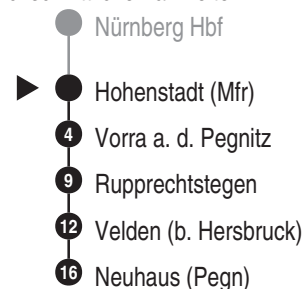 Nürnberg Hbf
Hohenstadt (Mfr)
4 Vorra a. d. Pegnitz
9 Rupprechtstegen
12 Velden (b. Hersbruck)
16 Neuhaus (Pegn)